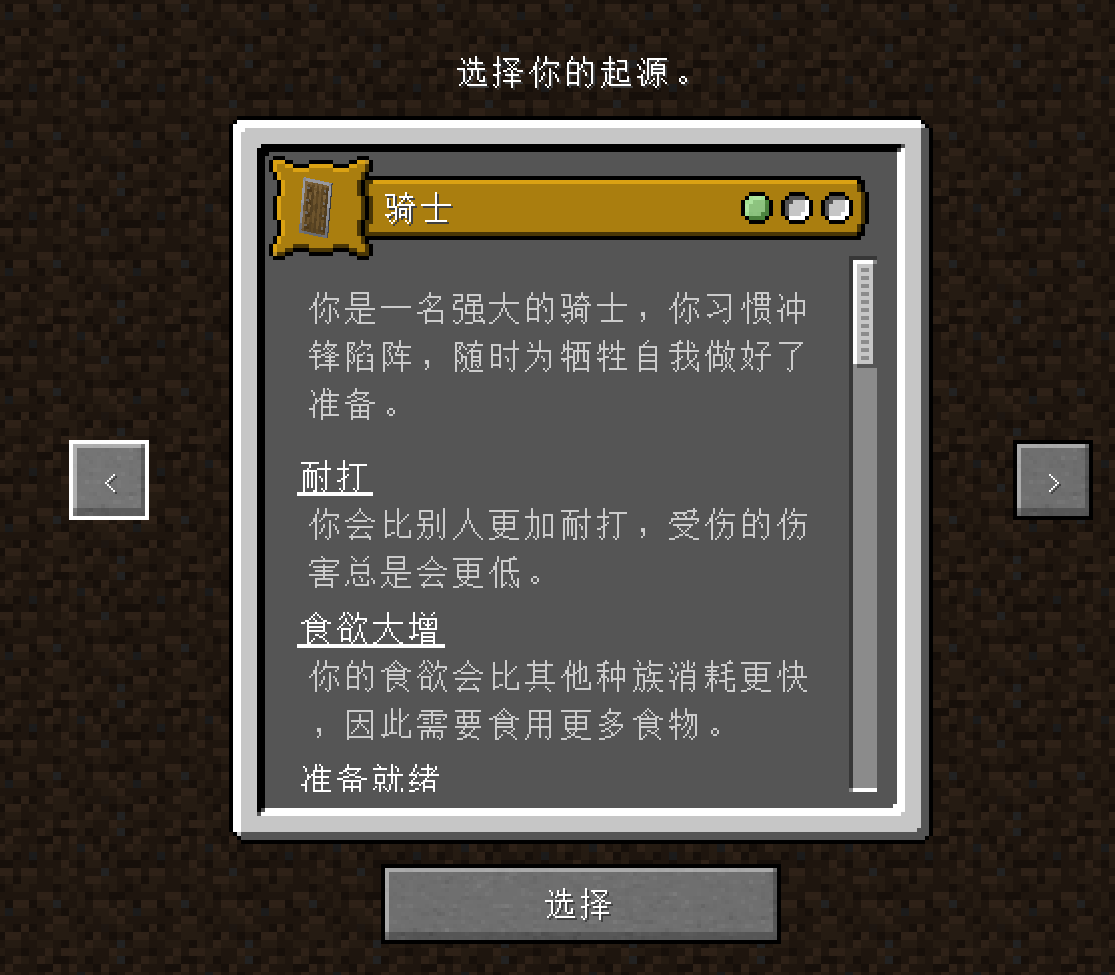 选择你的起源。
骑士
你是一名强大的骑士，你习惯冲
锋陷阵，随时为牺牲自我做好了
准备。
耐打
你会比别人更加耐打，受伤的伤
害总是会更低。
食欲大增
你的食欲会比其他种族消耗更快
，因此需要食用更多食物。
准备就绪
<
>
选择